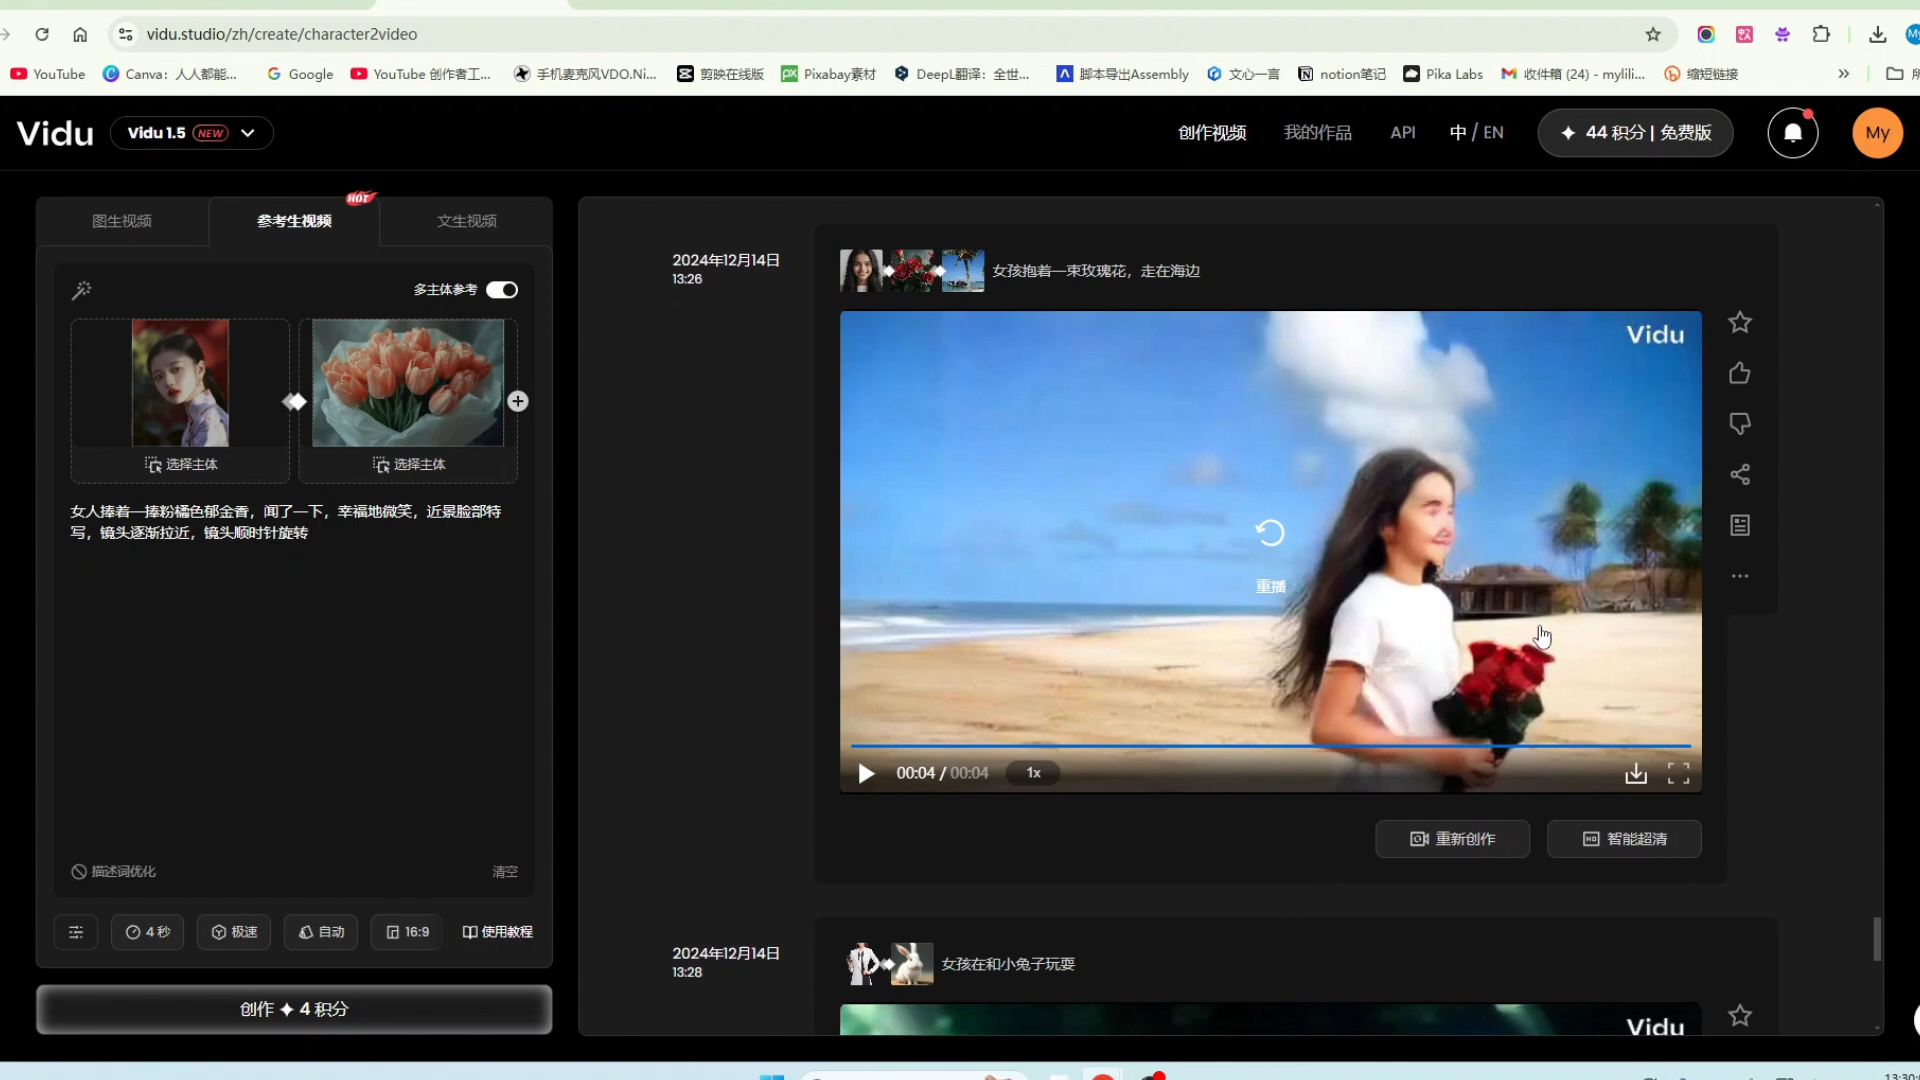 vidu.studio/zh/create/character2video
YouTube
Canva：人人都能...
Google
YouTube 创作者工...
手机麦克风VDO.Ni...
剪映在线版
Pixabay素材
DeepL翻译：全世...
脚本导出Assembly
文心一言
notion笔记
Pika Labs
收件箱 (24) - mylili...
缩短链接
Vidu
Vidu 1.5 NEW
创作视频
我的作品
API
中 / EN
44 积分 | 免费版
My
图生视频
参考生视频
HOT
文生视频
多主体参考
选择主体
选择主体
女人捧着一捧粉橘色郁金香，闻了一下，幸福地微笑，近景脸部特
写，镜头逐渐拉近，镜头顺时针旋转
描述词优化
清空
4 秒
极速
自动
16:9
使用教程
创作 4 积分
2024年12月14日
13:26
女孩抱着一束玫瑰花，走在海边
Vidu
重播
00:04 / 00:04
1x
重新创作
智能超清
2024年12月14日
13:28
女孩在和小兔子玩耍
Vidu